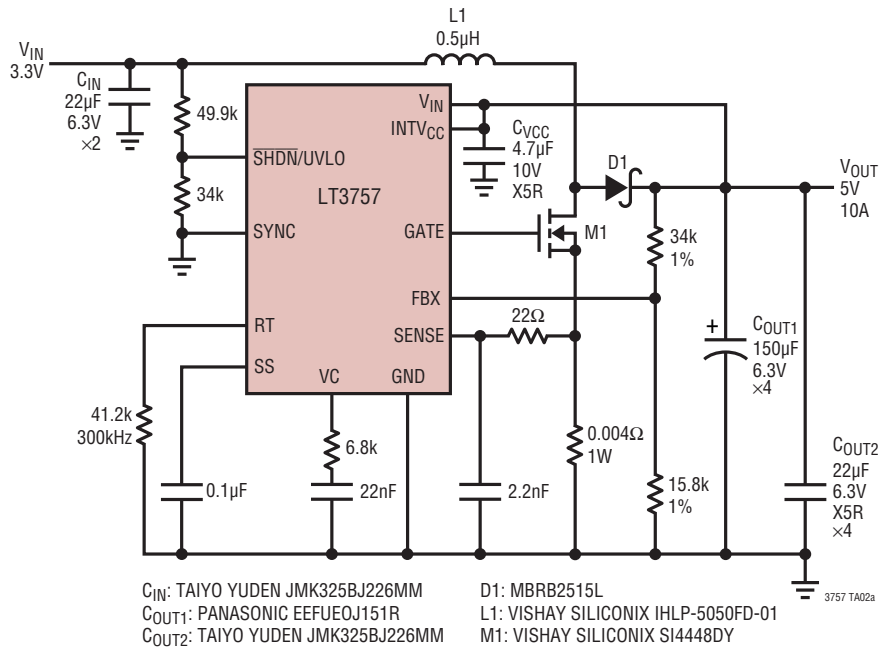 L1
0.5µH
VIN
3.3V
CIN
22µF
6.3V
×2
49.9k
34k
SHDN/UVLO
SYNC
RT
SS
LT3757
VC
GND
VIN
INTVCC
GATE
FBX
SENSE
CVCC
4.7µF
10V
X5R
D1
M1
VOUT
5V
10A
34k
1%
22Ω
+
COUT1
150µF
6.3V
×4
41.2k
300kHz
0.1µF
6.8k
22nF
2.2nF
0.004Ω
1W
15.8k
1%
COUT2
22µF
6.3V
X5R
×4
CIN: TAIYO YUDEN JMK325BJ226MM
COUT1: PANASONIC EEFUEOJ151R
COUT2: TAIYO YUDEN JMK325BJ226MM
D1: MBRB2515L
L1: VISHAY SILICONIX IHLP-5050FD-01
M1: VISHAY SILICONIX SI4448DY
3757 TA02a